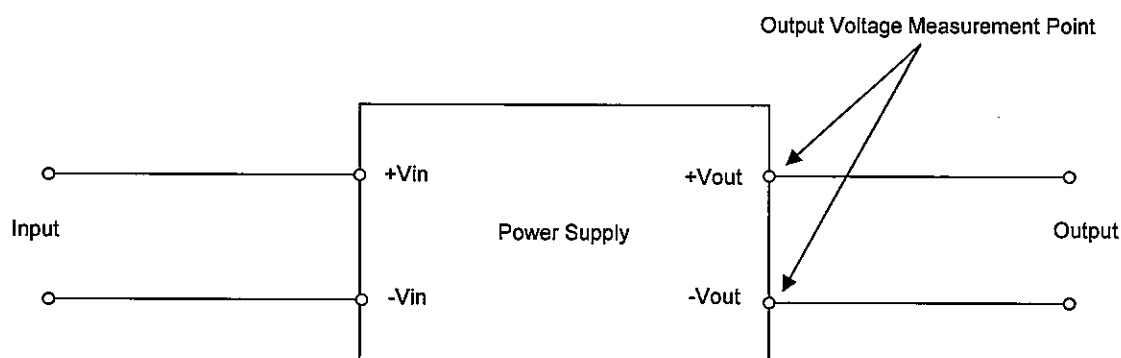 Output Voltage Measurement Point
+Vin
+Vout
Input
Power Supply
Output
-Vin
-Vout